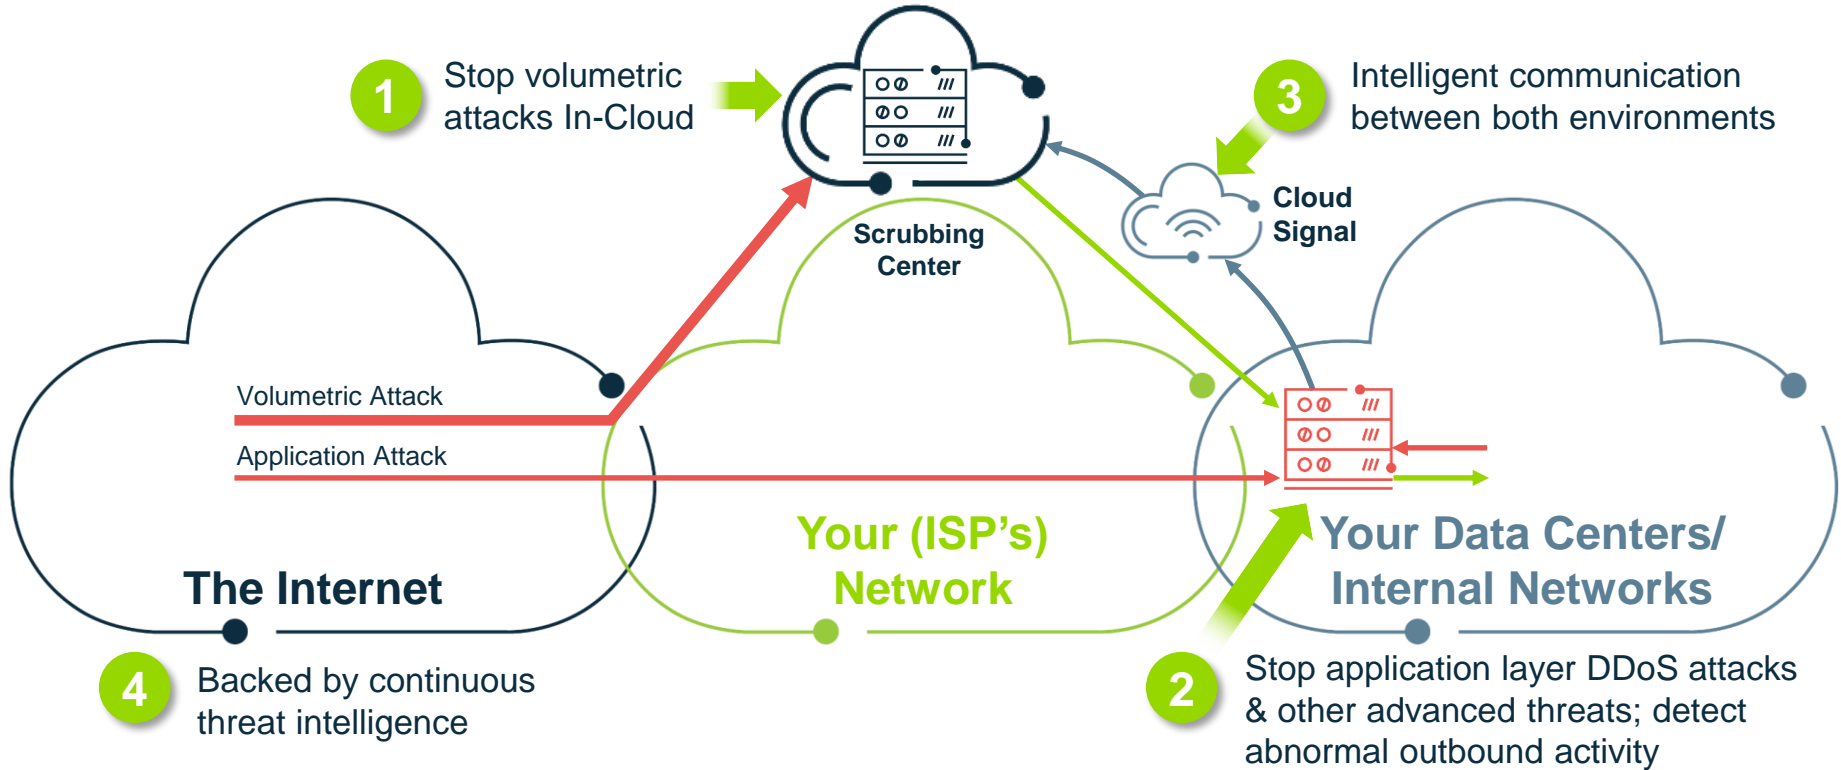 1
Stop volumetric
attacks In-Cloud
3
Intelligent communication
between both environments
Cloud
Signal
Scrubbing
Center
Volumetric Attack
Application Attack
The Internet
Your (ISP’s)
Network
Your Data Centers/
Internal Networks
4
Backed by continuous
threat intelligence
2
Stop application layer DDoS attacks
& other advanced threats; detect
abnormal outbound activity